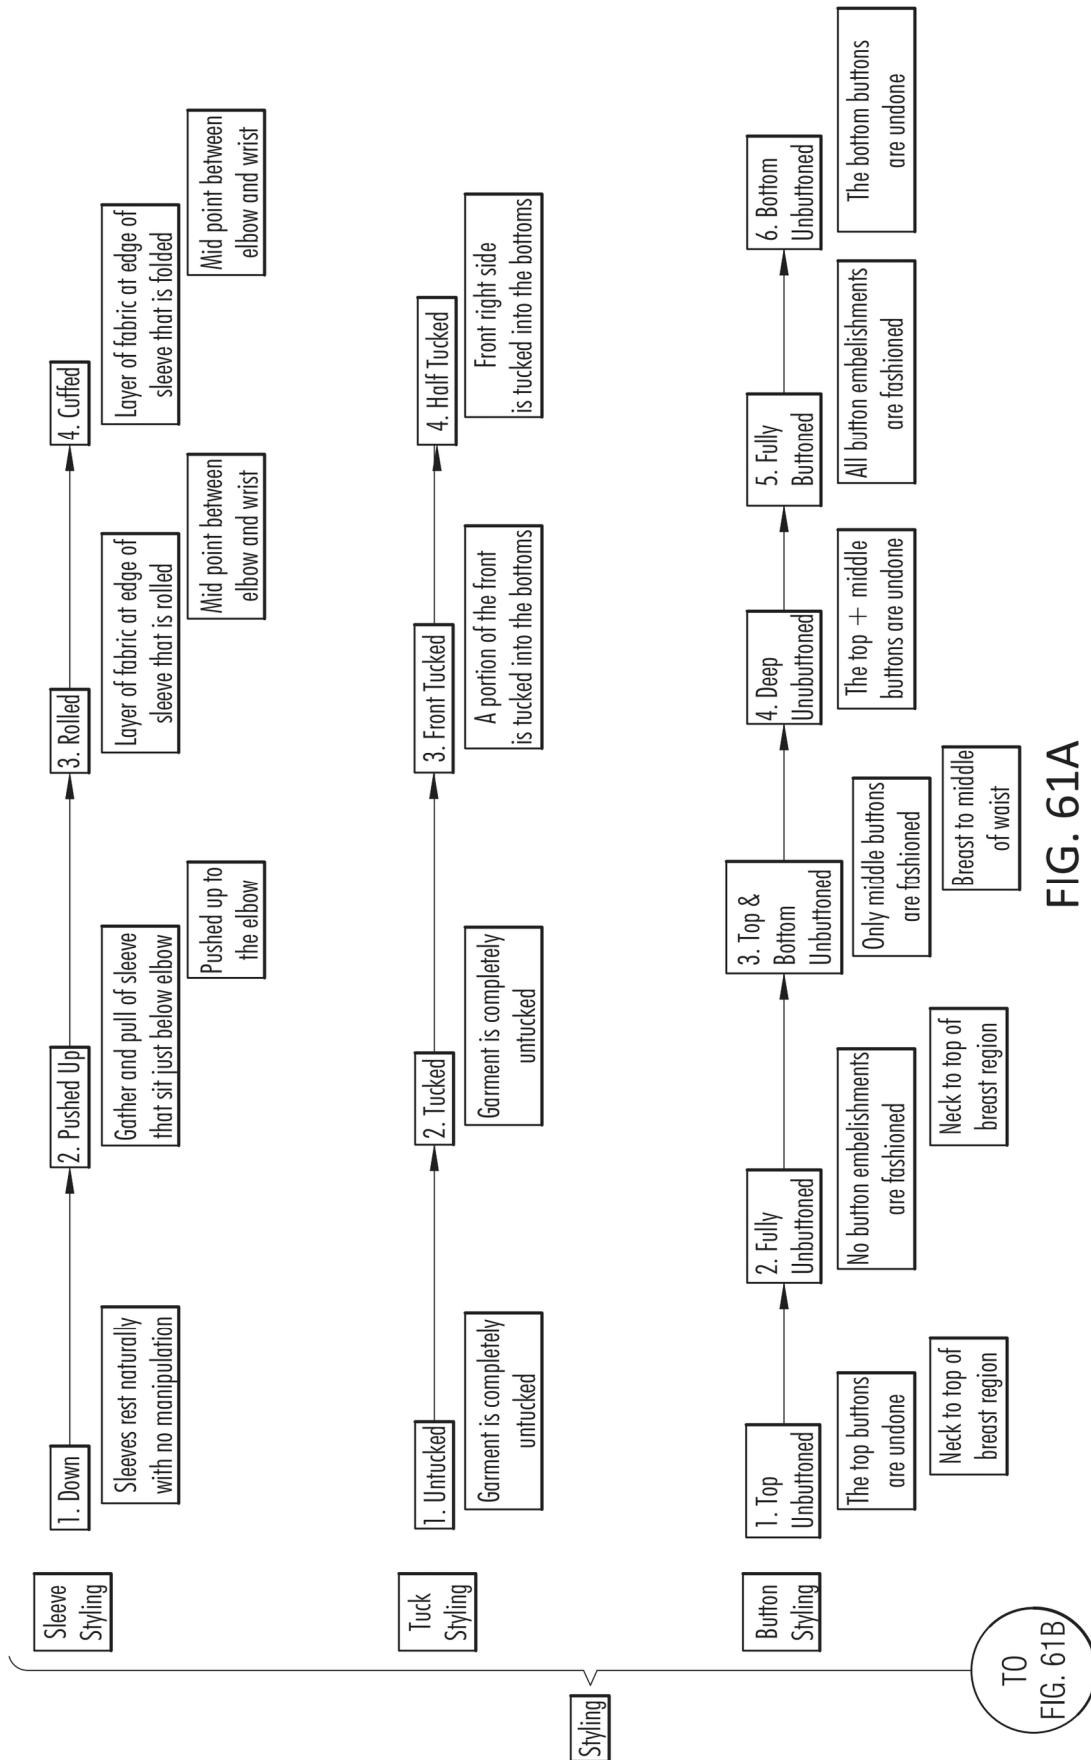 Styling
Sleeve
Styling
1. Down
Sleeves rest naturally
with no manipulation
2. Pushed Up
Gather and pull of sleeve
that sit just below elbow
Pushed up to
the elbow
3. Rolled
Layer of fabric at edge of
sleeve that is rolled
Mid point between
elbow and wrist
4. Cuffed
Layer of fabric at edge of
sleeve that is folded
Mid point between
elbow and wrist
Tuck
Styling
1. Untucked
Garment is completely
untucked
2. Tucked
Garment is completely
untucked
3. Front Tucked
A portion of the front
is tucked into the bottoms
4. Half Tucked
Front right side
is tucked into the bottoms
Button
Styling
1. Top
Unbuttoned
The top buttons
are undone
Neck to top of
breast region
2. Fully
Unbuttoned
No button embelishments
are fashioned
Neck to top of
breast region
3. Top &
Bottom
Unbuttoned
Only middle buttons
are fashioned
Breast to middle
of waist
4. Deep
Unubuttoned
The top + middle
buttons are undone
5. Fully
Buttoned
All button embelishments
are fashioned
6. Bottom
Unbuttoned
The bottom buttons
are undone
TO
FIG. 61B
FIG. 61A